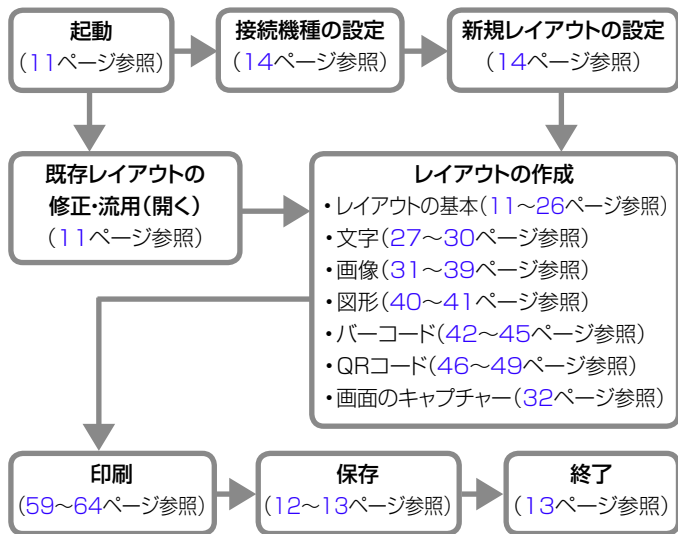 起動
(11ページ参照)
接続機種の設定
(14ページ参照)
新規レイアウトの設定
(14ページ参照)
既存レイアウトの
修正・流用(開く)
(11ページ参照)
レイアウトの作成
・レイアウトの基本(11〜26ページ参照)
・文字(27〜30ページ参照)
・画像(31〜39ページ参照)
・図形(40〜41ページ参照)
・バーコード(42〜45ページ参照)
・QRコード(46〜49ページ参照)
・画面のキャプチャー(32ページ参照)
印刷
(59〜64ページ参照)
保存
(12〜13ページ参照)
終了
(13ページ参照)